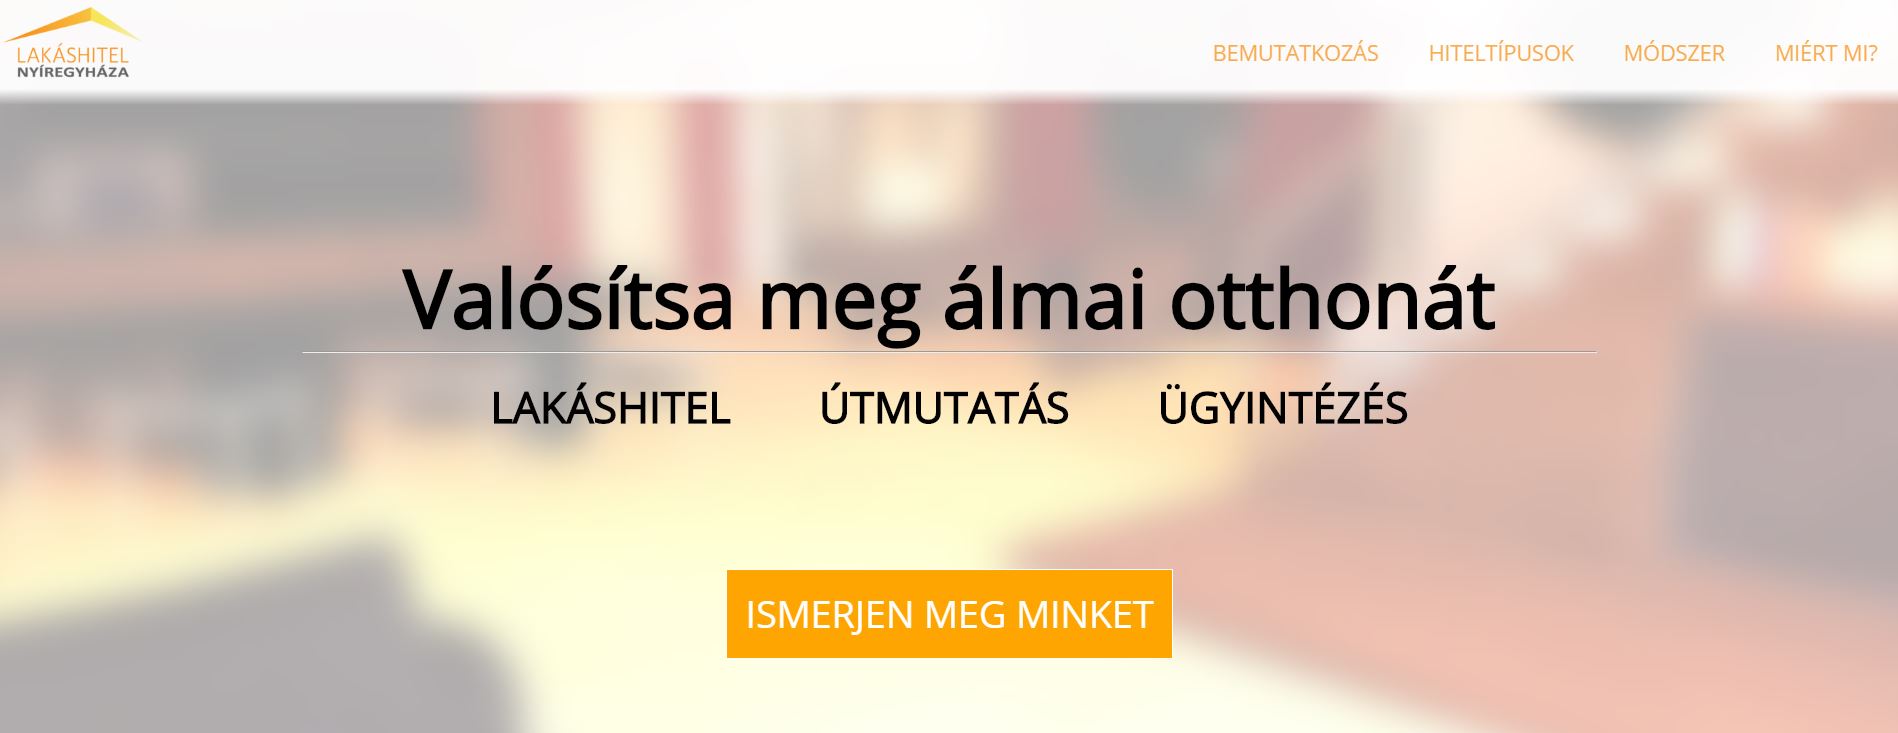 LAKÁSHITEL
NYÍREGYHÁZA
BEMUTATKOZÁS HITELTÍPUSOK MÓDSZER MIÉRT MI?
Valósítsa meg álmai otthonát
LAKÁSHITEL ÚTMUTATÁS ÜGYINTÉZÉS
ISMERJEN MEG MINKET